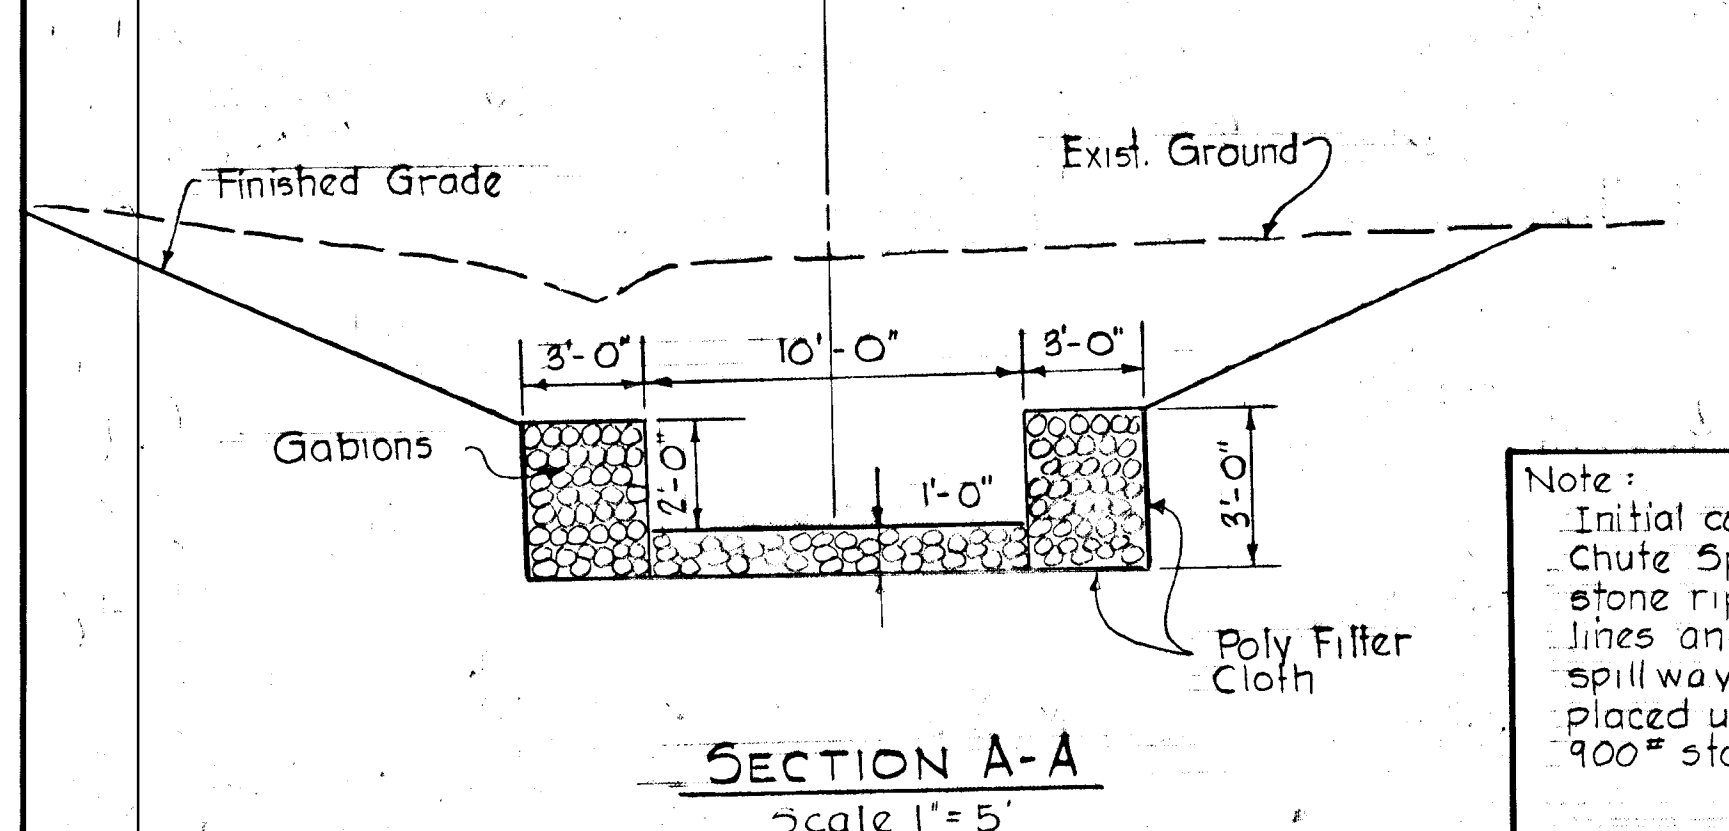 Finished Grade
Exist. Ground
3'-0"
10'-0"
3'-0"
Gabions
2'-0"
1'-0"
3'-0"
Poly Filter
Cloth
SECTION A-A
Scale 1"= 5'
Note:
Initial
Chute
stone
lines
spillway
placed
900#